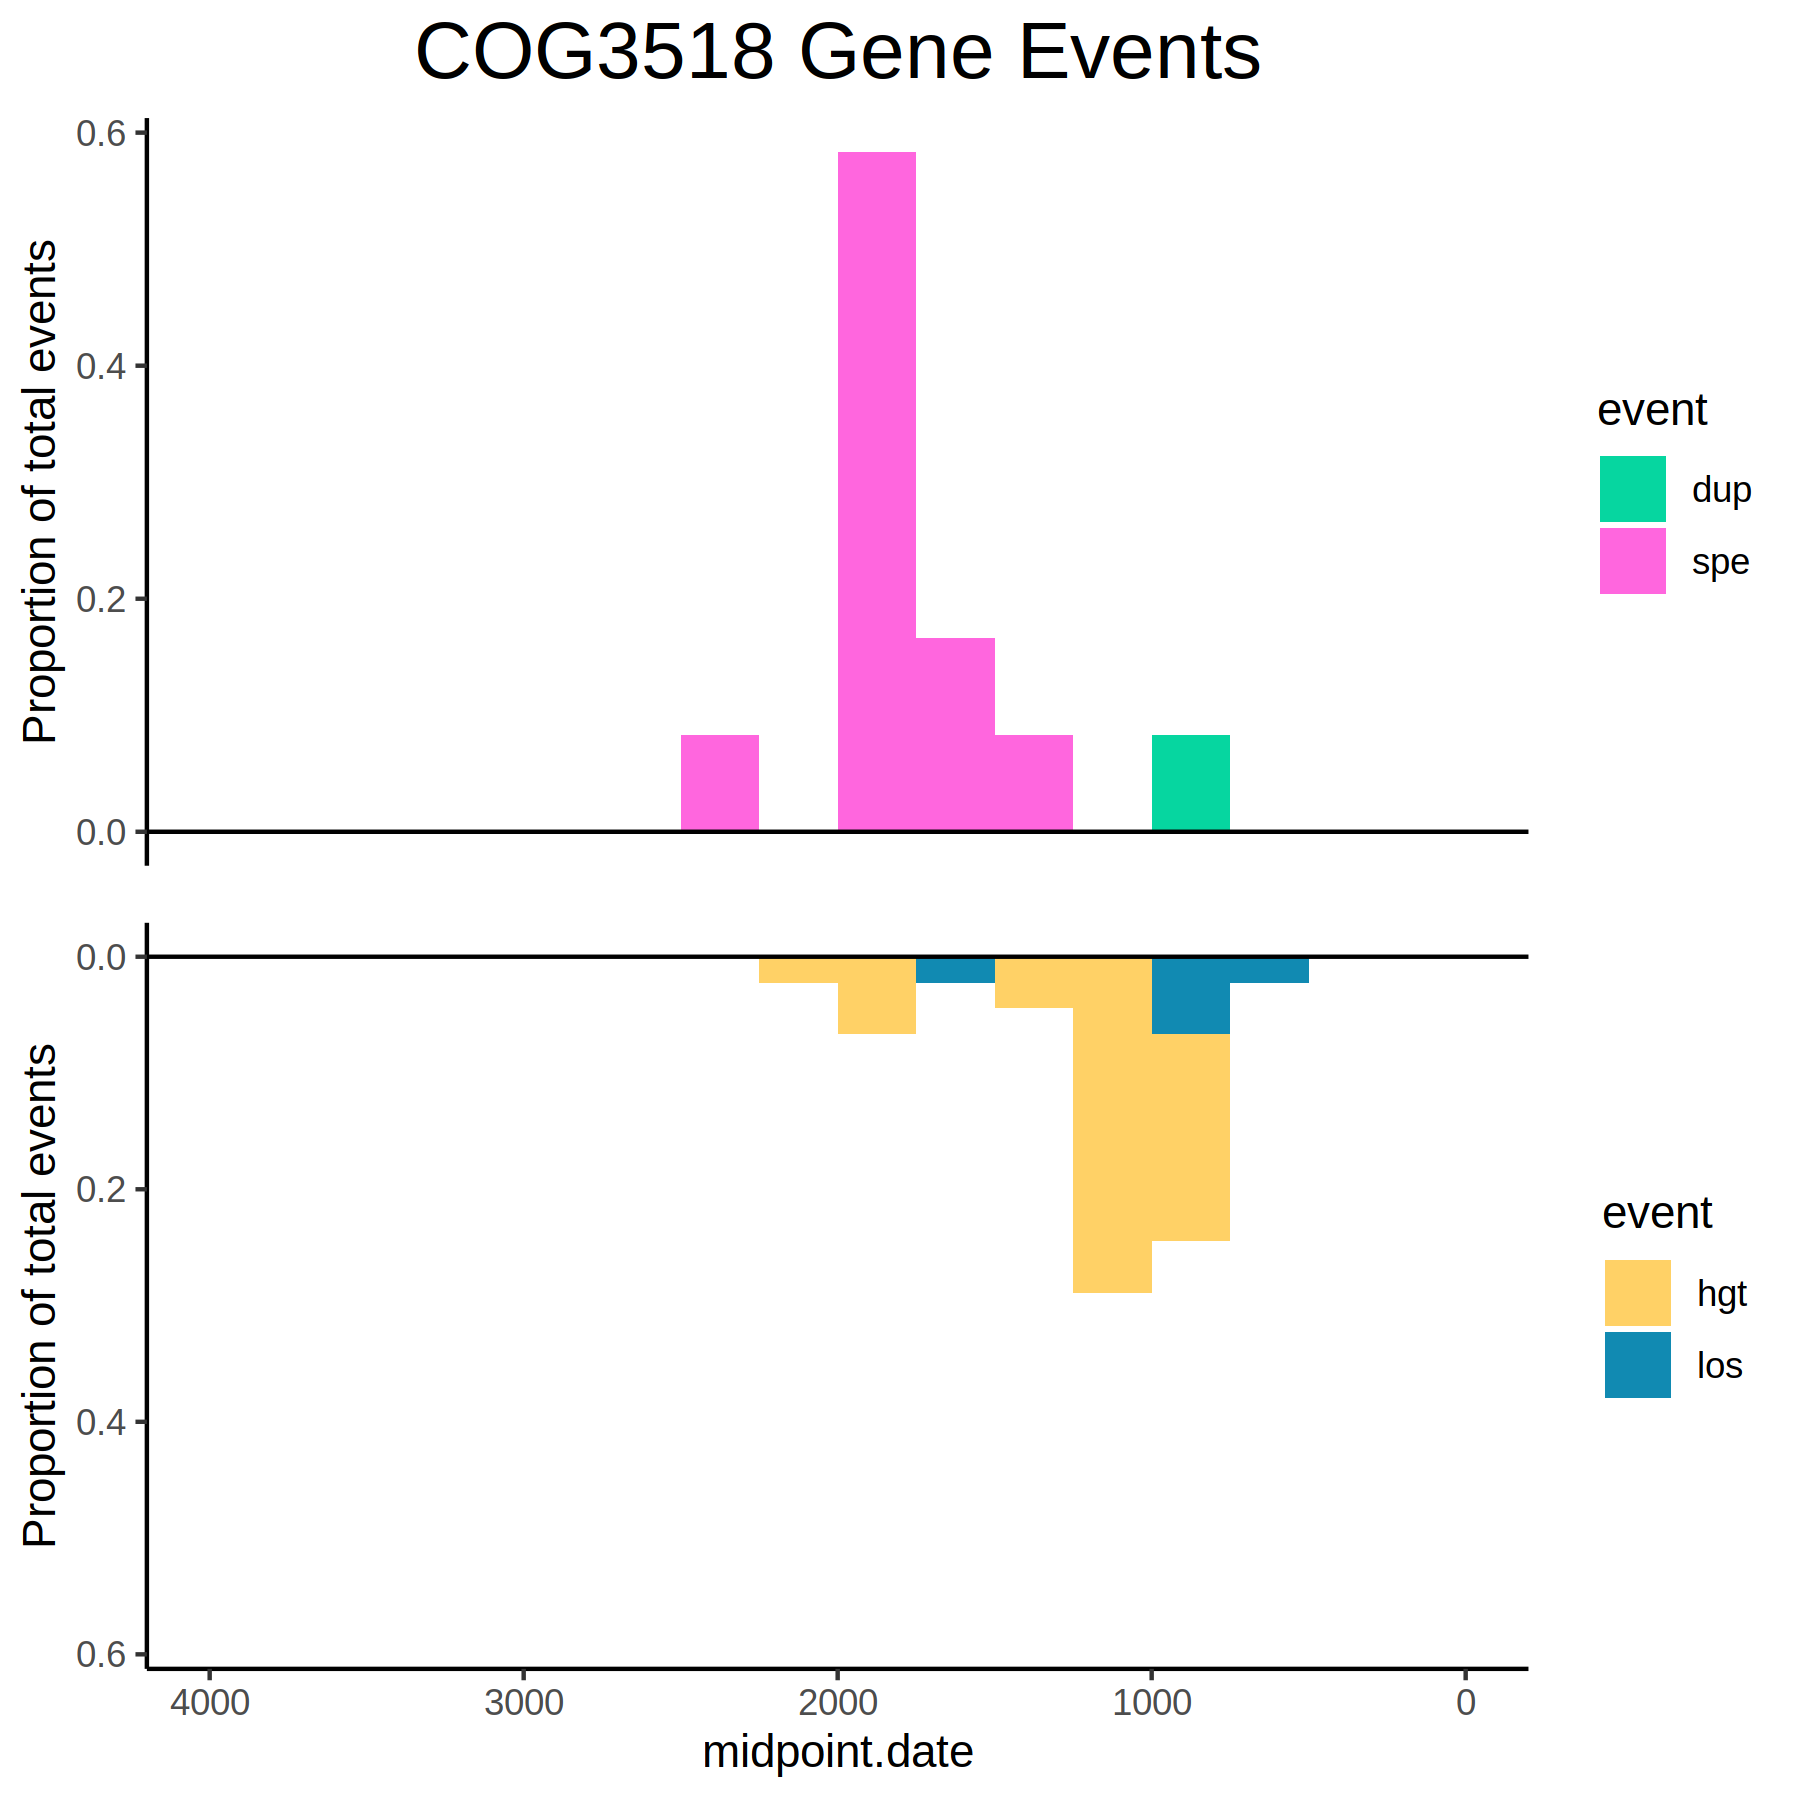 COG3518 Gene Events
Proportion of total events
0.6
0.4
0.2
0.0
event
dup
spe
Proportion of total events
0.0
0.2
0.4
0.6
event
hgt
los
4000 3000 2000 1000 0
midpoint.date